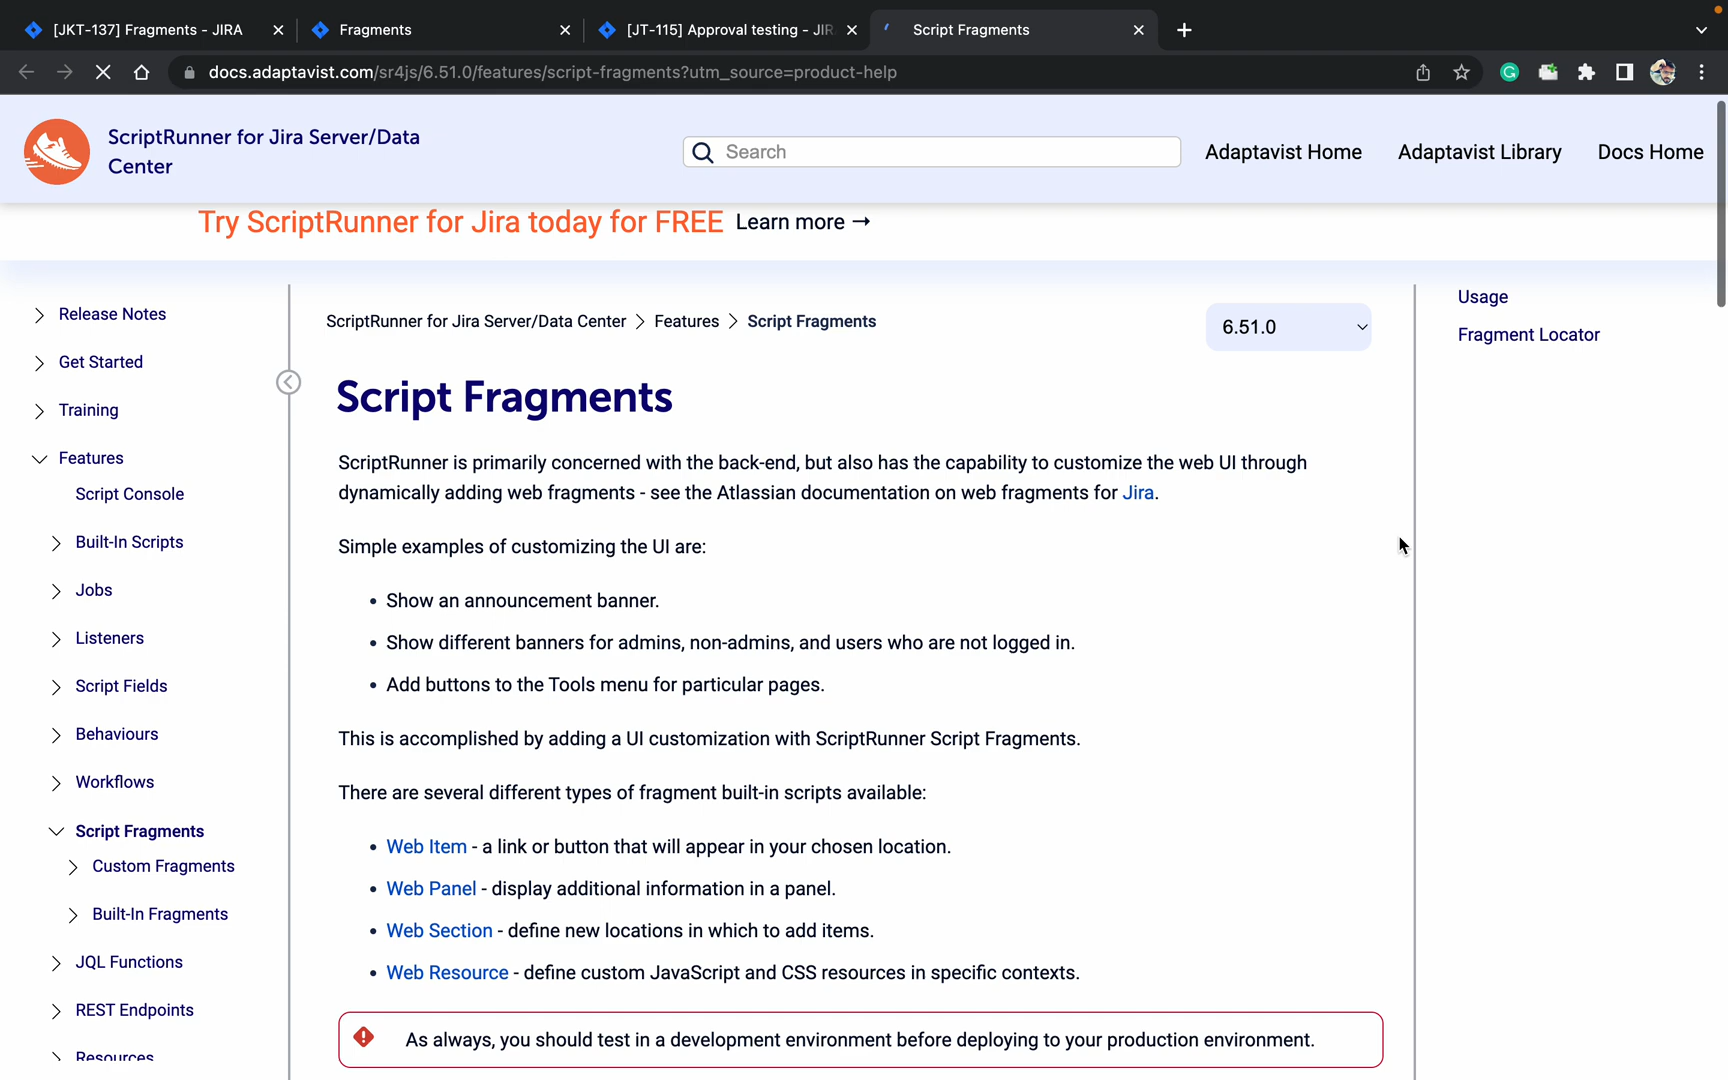 [JKT-137] Fragments - JIRA
Fragments
[JT-115] Approval testing - JIR
Script Fragments
docs.adaptavist.com/sr4js/6.51.0/features/script-fragments?utm_source=product-help
ScriptRunner for Jira Server/Data
Center
Search
Adaptavist Home
Adaptavist Library
Docs Home
Try ScriptRunner for Jira today for FREE Learn more →
Release Notes
Get Started
Training
Features
Script Console
Built-In Scripts
Jobs
Listeners
Script Fields
Behaviours
Workflows
Script Fragments
Custom Fragments
Built-In Fragments
JQL Functions
REST Endpoints
Resources
ScriptRunner for Jira Server/Data Center > Features > Script Fragments
6.51.0
Script Fragments
ScriptRunner is primarily concerned with the back-end, but also has the capability to customize the web UI through
dynamically adding web fragments - see the Atlassian documentation on web fragments for Jira.
Simple examples of customizing the UI are:
• Show an announcement banner.
• Show different banners for admins, non-admins, and users who are not logged in.
• Add buttons to the Tools menu for particular pages.
This is accomplished by adding a UI customization with ScriptRunner Script Fragments.
There are several different types of fragment built-in scripts available:
• Web Item - a link or button that will appear in your chosen location.
• Web Panel - display additional information in a panel.
• Web Section - define new locations in which to add items.
• Web Resource - define custom JavaScript and CSS resources in specific contexts.
As always, you should test in a development environment before deploying to your production environment.
Usage
Fragment Locator